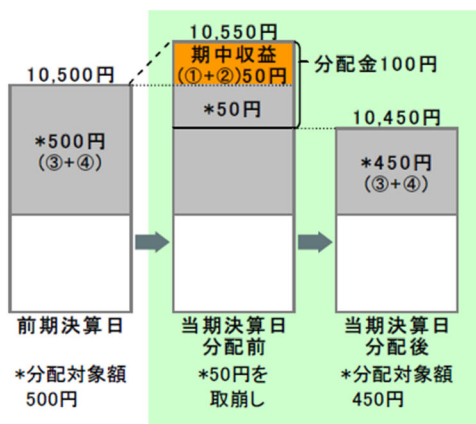 10,550円
期中収益
(①+②)50円
分配金100円
10,500円
*50円
10,450円
*500円
(③+④)
*450円
(③+④)
前期決算日
当期決算日
分配前
当期決算日
分配後
*分配対象額
500円
*50円を
取崩し
*分配対象額
450円